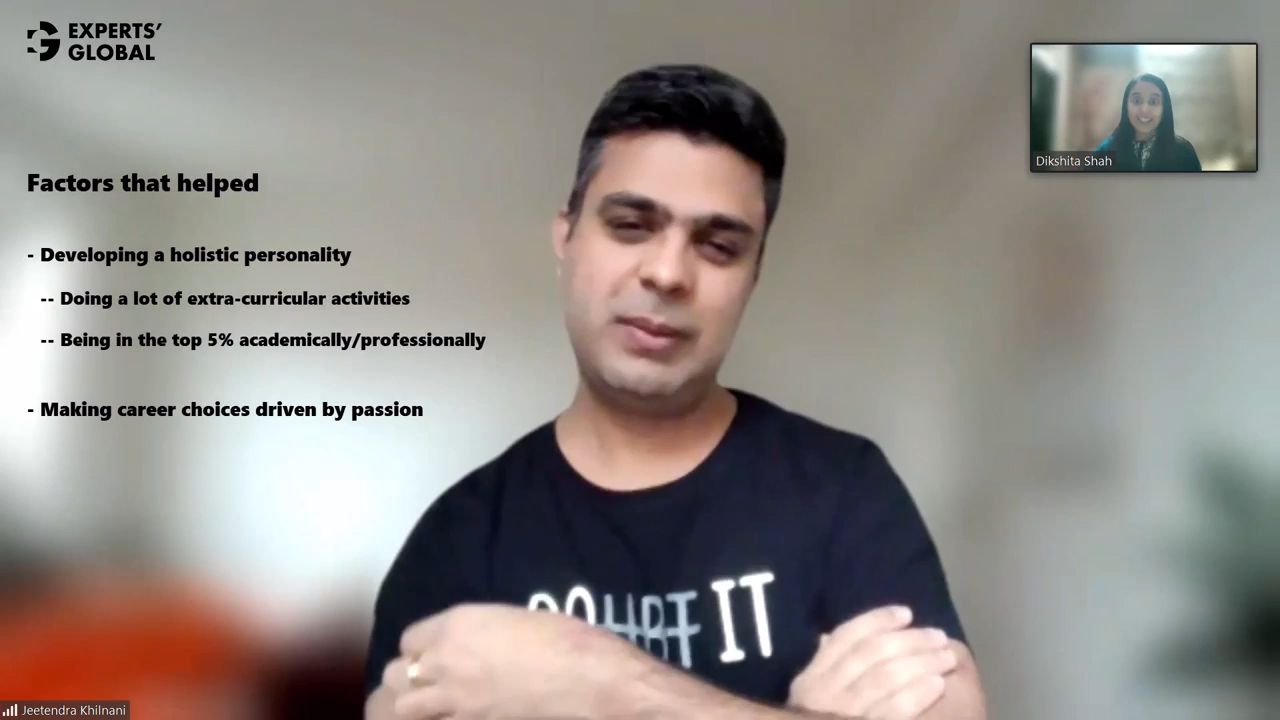 EXPERTS’
GLOBAL
Dikshita Shah
Factors that helped
- Developing a holistic personality
-- Doing a lot of extra-curricular activities
-- Being in the top 5% academically/professionally
- Making career choices driven by passion
IT
Jeetendra Khilnani